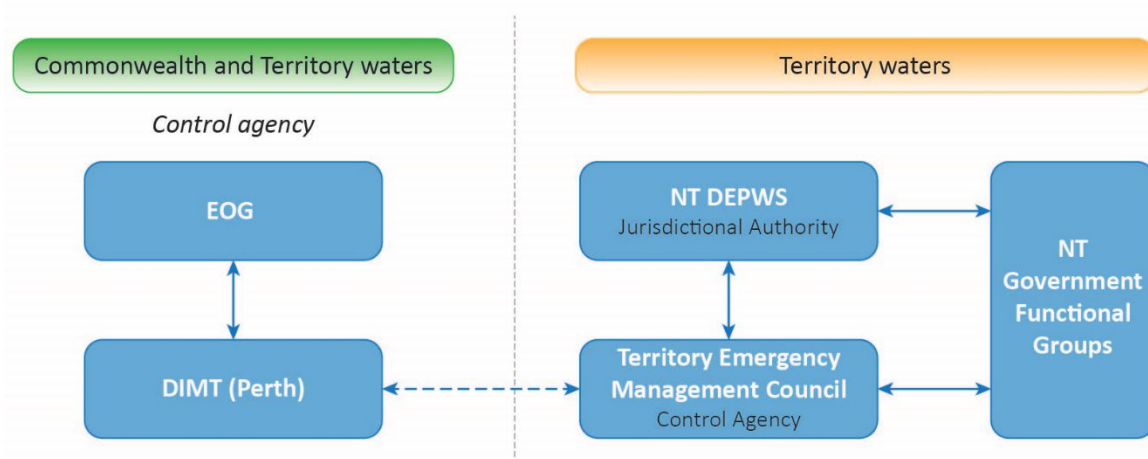 Commonwealth and Territory waters
Control agency
EOG
DIMT (Perth)
Territory waters
NT DEPWS
Jurisdictional Authority
Territory Emergency
Management Council
Control Agency
NT
Government
Functional
Groups